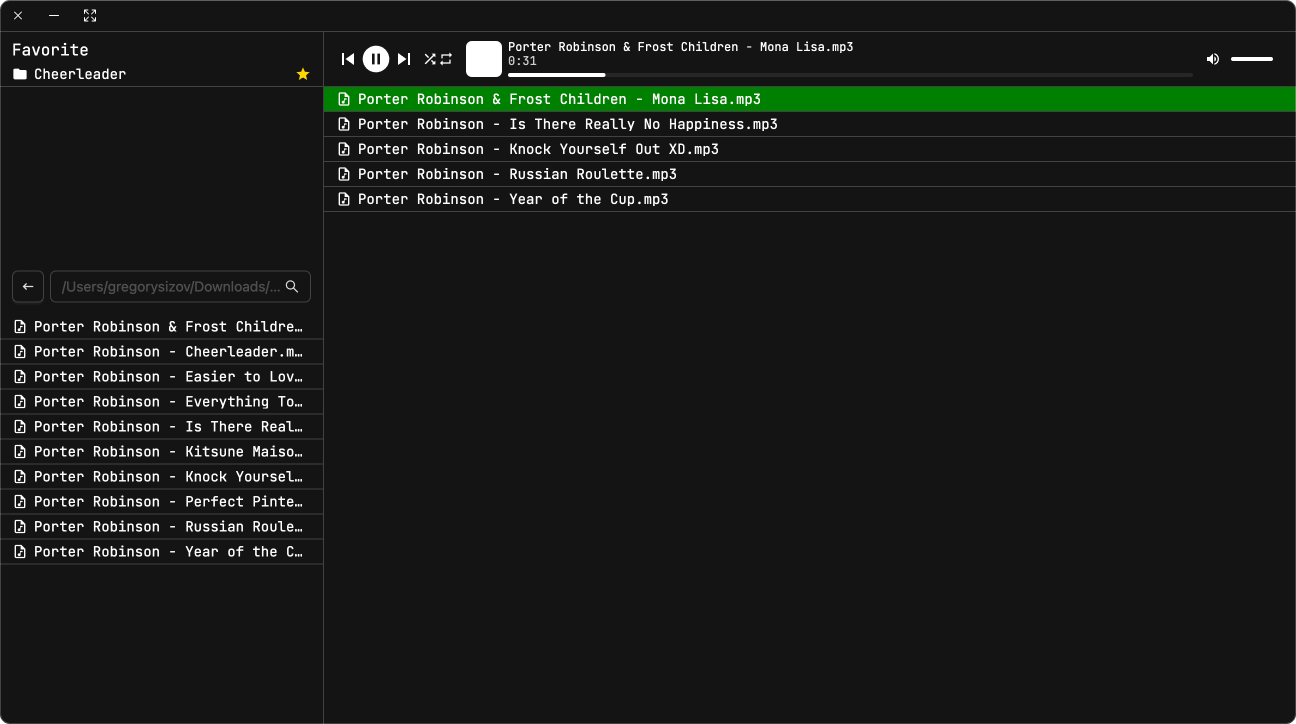 Favorite
Cheerleader
Porter Robinson & Frost Children - Mona Lisa.mp3
0:31
Porter Robinson & Frost Children - Mona Lisa.mp3
Porter Robinson - Is There Really No Happiness.mp3
Porter Robinson - Knock Yourself Out XD.mp3
Porter Robinson - Russian Roulette.mp3
Porter Robinson - Year of the Cup.mp3
/Users/gregorysizov/Downloads/...
Porter Robinson & Frost Childre…
Porter Robinson - Cheerleader.m…
Porter Robinson - Easier to Lov…
Porter Robinson - Everything To…
Porter Robinson - Is There Real…
Porter Robinson - Kitsune Maiso…
Porter Robinson - Knock Yoursel…
Porter Robinson - Perfect Pinte…
Porter Robinson - Russian Roule…
Porter Robinson - Year of the C…